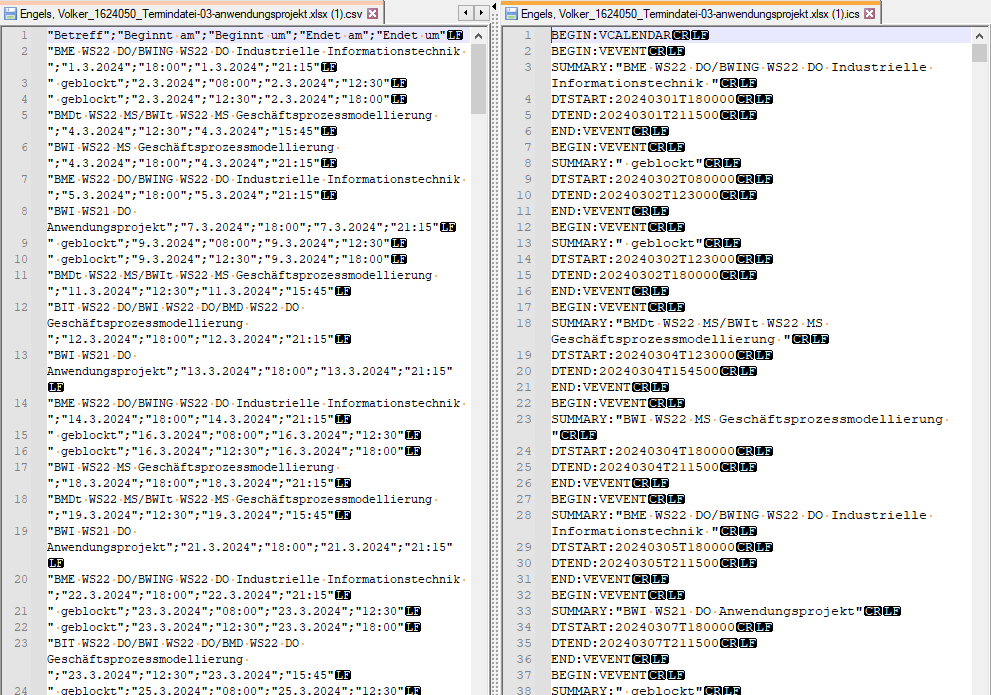 Engels, Volker_1624050_Termindatei-03-anwendungsprojekt.xlsx (1).csv
1 "Betreff";"Beginnt am";"Beginnt um";"Endet am";"Endet um"LF
2 "BME WS22 DO/BWING WS22 DO Industrielle Informationstechnik
";"1.3.2024";"18:00";"1.3.2024";"21:15"LF
3 " geblockt";"2.3.2024";"08:00";"2.3.2024";"12:30"LF
4 " geblockt";"2.3.2024";"12:30";"2.3.2024";"18:00"LF
5 "BMDt WS22 MS/BWIt WS22 MS Geschäftsprozessmodellierung
";"4.3.2024";"12:30";"4.3.2024";"15:45"LF
6 "BWI WS22 MS Geschäftsprozessmodellierung
";"4.3.2024";"18:00";"4.3.2024";"21:15"LF
7 "BME WS22 DO/BWING WS22 DO Industrielle Informationstechnik
";"5.3.2024";"18:00";"5.3.2024";"21:15"LF
8 "BWI WS21 DO
Anwendungsprojekt";"7.3.2024";"18:00";"7.3.2024";"21:15"LF
9 " geblockt";"9.3.2024";"08:00";"9.3.2024";"12:30"LF
10 " geblockt";"9.3.2024";"12:30";"9.3.2024";"18:00"LF
11 "BMDt WS22 MS/BWIt WS22 MS Geschäftsprozessmodellierung
";"11.3.2024";"12:30";"11.3.2024";"15:45"LF
12 "BIT WS22 DO/BWI WS22 DO/BMD WS22 DO
Geschäftsprozessmodellierung
";"12.3.2024";"18:00";"12.3.2024";"21:15"LF
13 "BWI WS21 DO
Anwendungsprojekt";"13.3.2024";"18:00";"13.3.2024";"21:15"
LF
14 "BME WS22 DO/BWING WS22 DO Industrielle Informationstechnik
";"14.3.2024";"18:00";"14.3.2024";"21:15"LF
15 " geblockt";"16.3.2024";"08:00";"16.3.2024";"12:30"LF
16 " geblockt";"16.3.2024";"12:30";"16.3.2024";"18:00"LF
17 "BWI WS22 MS Geschäftsprozessmodellierung
";"18.3.2024";"18:00";"18.3.2024";"21:15"LF
18 "BMDt WS22 MS/BWIt WS22 MS Geschäftsprozessmodellierung
";"19.3.2024";"12:30";"19.3.2024";"15:45"LF
19 "BWI WS21 DO
Anwendungsprojekt";"21.3.2024";"18:00";"21.3.2024";"21:15"
LF
20 "BME WS22 DO/BWING WS22 DO Industrielle Informationstechnik
";"22.3.2024";"18:00";"22.3.2024";"21:15"LF
21 " geblockt";"23.3.2024";"08:00";"23.3.2024";"12:30"LF
22 " geblockt";"23.3.2024";"12:30";"23.3.2024";"18:00"LF
23 "BIT WS22 DO/BWI WS22 DO/BMD WS22 DO
Geschäftsprozessmodellierung
";"23.3.2024";"12:30";"23.3.2024";"15:45"LF
24 " geblockt";"25.3.2024";"08:00";"25.3.2024";"12:30"LF
Engels, Volker_1624050_Termindatei-03-anwendungsprojekt.xlsx (1).ics
1 BEGIN:VCALENDARCRLF
2 BEGIN:VEVENTCRLF
3 SUMMARY:"BME WS22 DO/BWING WS22 DO Industrielle
Informationstechnik "CRLF
4 DTSTART:20240301T180000CRLF
5 DTEND:20240301T211500CRLF
6 END:VEVENTCRLF
7 BEGIN:VEVENTCRLF
8 SUMMARY:" geblockt"CRLF
9 DTSTART:20240302T080000CRLF
10 DTEND:20240302T123000CRLF
11 END:VEVENTCRLF
12 BEGIN:VEVENTCRLF
13 SUMMARY:" geblockt"CRLF
14 DTSTART:20240302T123000CRLF
15 DTEND:20240302T180000CRLF
16 END:VEVENTCRLF
17 BEGIN:VEVENTCRLF
18 SUMMARY:"BMDt WS22 MS/BWIt WS22 MS
Geschäftsprozessmodellierung "CRLF
19 DTSTART:20240304T123000CRLF
20 DTEND:20240304T154500CRLF
21 END:VEVENTCRLF
22 BEGIN:VEVENTCRLF
23 SUMMARY:"BWI WS22 MS Geschäftsprozessmodellierung
"CRLF
24 DTSTART:20240304T180000CRLF
25 DTEND:20240304T211500CRLF
26 END:VEVENTCRLF
27 BEGIN:VEVENTCRLF
28 SUMMARY:"BME WS22 DO/BWING WS22 DO Industrielle
Informationstechnik "CRLF
29 DTSTART:20240305T180000CRLF
30 DTEND:20240305T211500CRLF
31 END:VEVENTCRLF
32 BEGIN:VEVENTCRLF
33 SUMMARY:"BWI WS21 DO Anwendungsprojekt"CRLF
34 DTSTART:20240307T180000CRLF
35 DTEND:20240307T211500CRLF
36 END:VEVENTCRLF
37 BEGIN:VEVENTCRLF
38 SUMMARY:" geblockt"CRLF